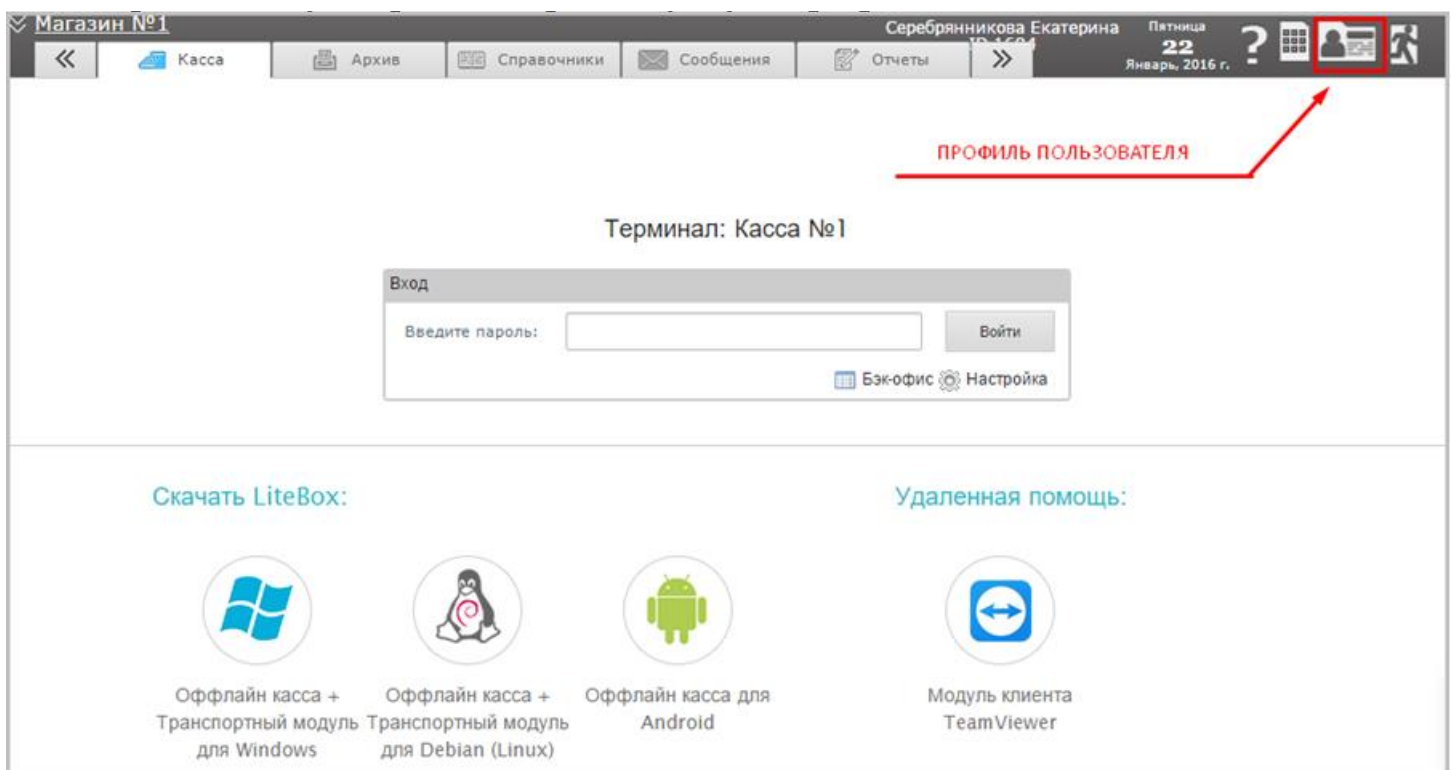 Магазин №1
Серебрянникова Екатерина
Пятница
22
Январь, 2016 г.
?
Касса
Архив
Справочники
Сообщения
Отчеты
ПРОФИЛЬ ПОЛЬЗОВАТЕЛЯ
Терминал: Касса №1
Вход
Введите пароль:
Войти
Бэк-офис
Настройка
Скачать LiteBox:
Удаленная помощь:
Оффлайн касса +
Транспортный модуль
для Windows
Оффлайн касса +
Транспортный модуль
для Debian (Linux)
Оффлайн касса для
Android
Модуль клиента
TeamViewer